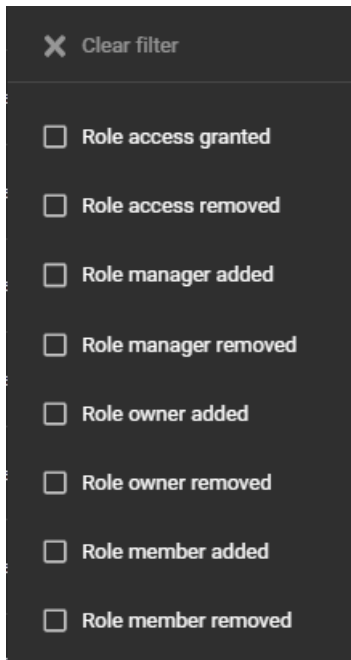 Clear filter
Role access granted
Role access removed
Role manager added
Role manager removed
Role owner added
Role owner removed
Role member added
Role member removed